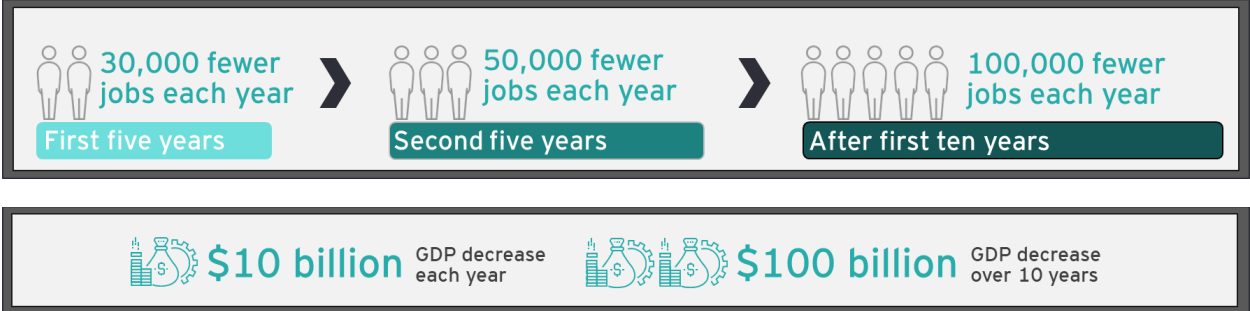 30,000 fewer
jobs each year
First five years
50,000 fewer
jobs each year
Second five years
100,000 fewer
jobs each year
After first ten years
$10 billion
GDP decrease
each year
$100 billion
GDP decrease
over 10 years